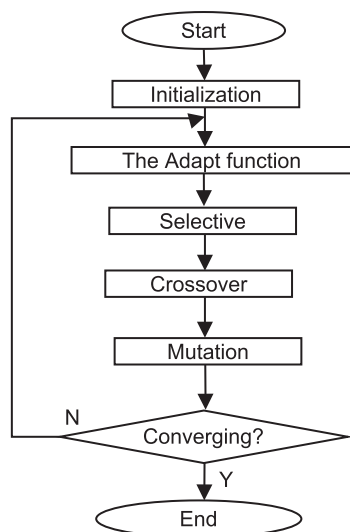 Start
Initialization
The Adapt function
Selective
Crossover
Mutation
N
Converging?
Y
End